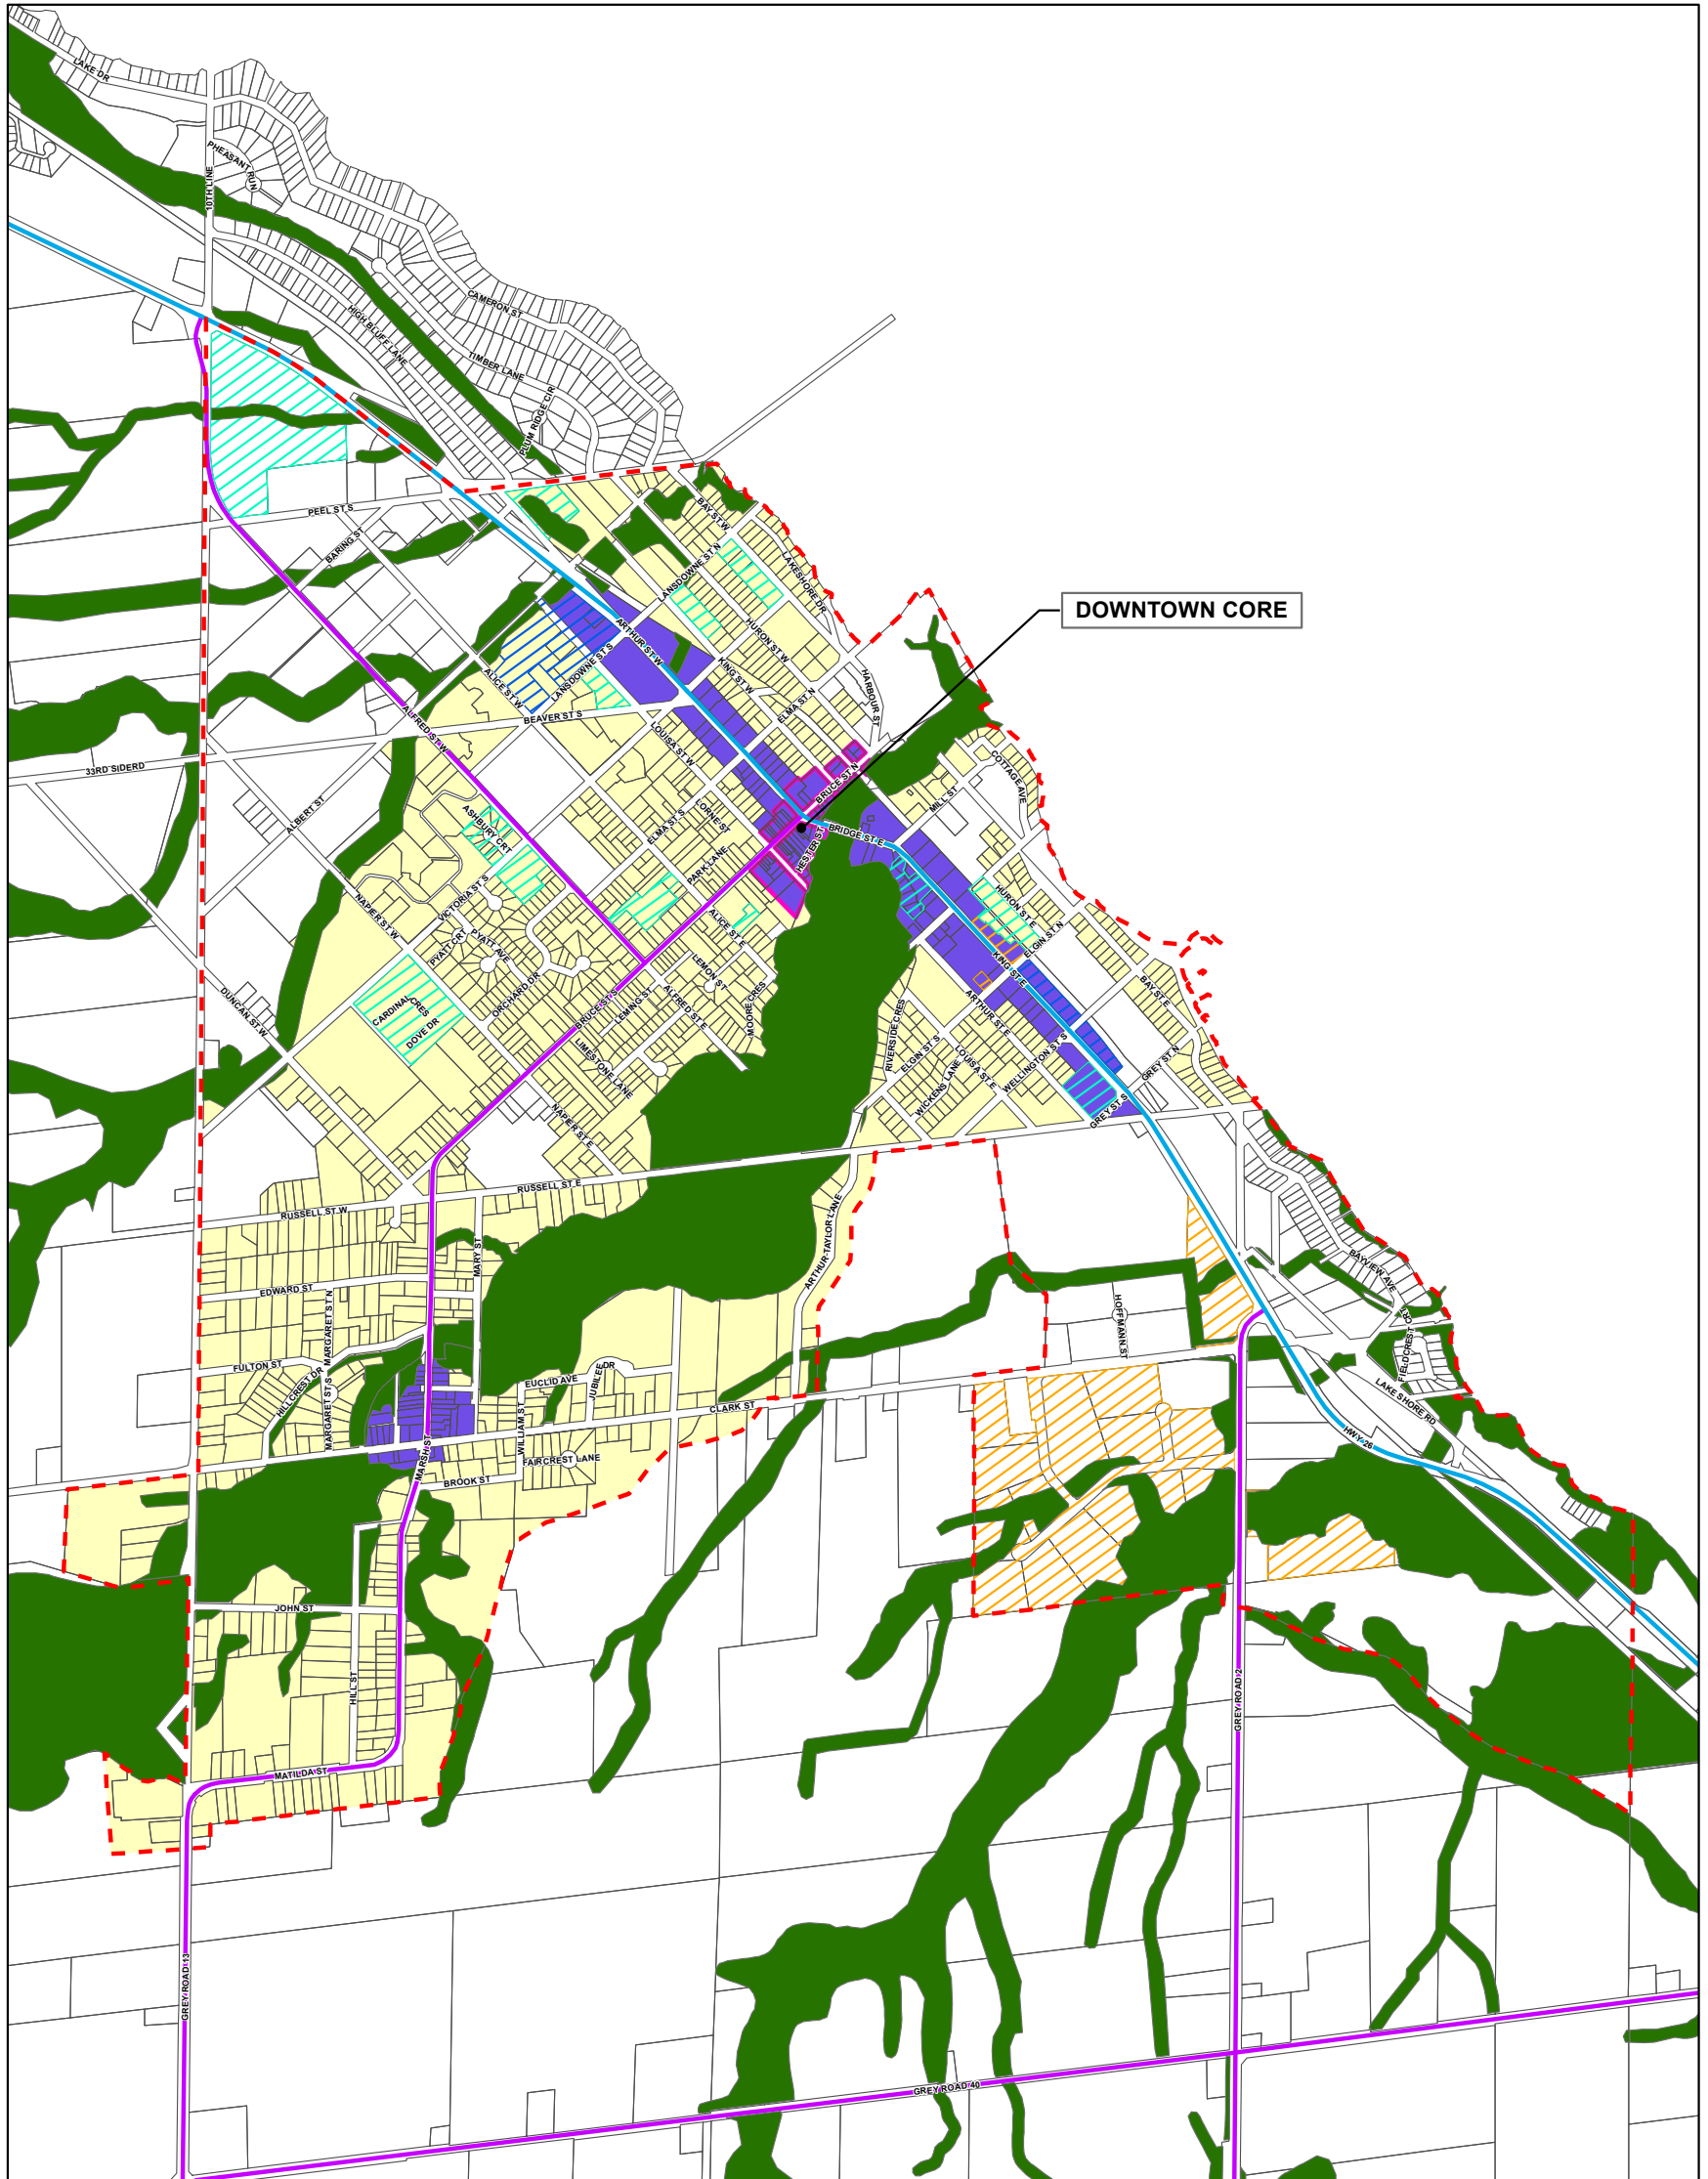 LAKE DR
PHEASANT RUN
10TH LINE
CAMERON ST
HIGH BLUFF LANE
TIMBER LANE
PLUM RIDGE CIR
PEEL ST S
BARING ST
BAY ST W
LANSDOWNE ST N
LAKESHORE DR
DOWNTOWN CORE
HURON ST W
ARTHUR ST W
KING ST W
LANSDOWNE ST S
ALICE ST W
ELMA ST N
HARBOUR ST
BEAVER ST S
ALFRED ST W
LOUISA ST W
33RD SIDERD
BRUCE ST N
COTTAGE AVE
MILL ST
ALBERT ST
ASHBURY CRT
ELMA ST S
LORNE ST
BRIDGE ST E
HESTER ST
PARK LANE
VICTORIA ST S
NAPIER ST W
HURON ST E
ALICE ST E
PYATT CRT
PYATT AVE
ELGIN ST N
KING ST E
LEMON ST
ORCHARD DR
BRUCE ST S
LEMING ST
ALFRED ST E
MOORE CRES
BAY ST E
DUNCAN ST W
CARDINAL CRES
DOVE DR
ARTHUR ST E
RIVERSIDE CRES
ELGIN ST S
LOUISA ST E
WELLINGTON ST S
WICKENS LANE
GREY ST N
GREY ST S
LIMESTONE LANE
NAPIER ST E
RUSSELL ST E
RUSSELL ST W
MARY ST
ARTHUR-TAYLOR LANE
BAYVIEW AVE
EDWARD ST
MARGARET ST N
HOFFMANN ST
FIELDCREST CRT
FULTON ST
HILLCREST DR
MARGARET ST S
EUCLID AVE
JUBILEE DR
WILLIAM ST
CLARK ST
LAKE SHORE RD
HWY 26
MARSH ST
FAIRCREST LANE
BROOK ST
JOHN ST
HILL ST
GREY ROAD 2
MATILDA ST
GREY ROAD 13
GREY ROAD 40